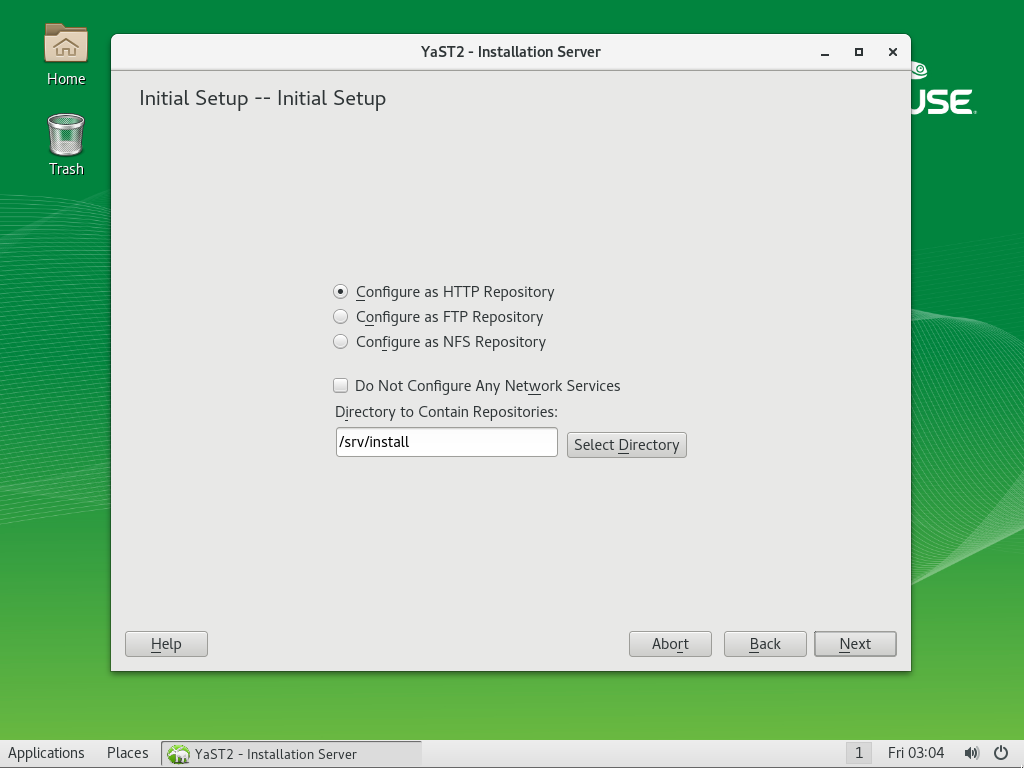 Home
Trash
YaST2 - Installation Server
USE
Initial Setup -- Initial Setup
Configure as HTTP Repository
Configure as FTP Repository
Configure as NFS Repository
Do Not Configure Any Network Services
Directory to Contain Repositories:
/srv/install
Select Directory
Help
Abort
Back
Next
Applications
Places
YaST2 - Installation Server
1
Fri 03:04